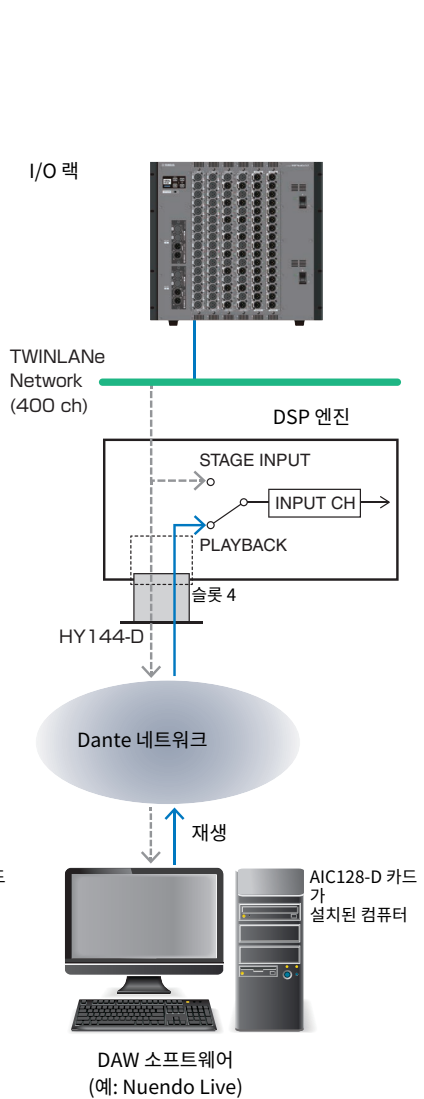 I/O 랙
TWINLANe
Network
(400 ch)
DSP 엔진
STAGE INPUT
INPUT CH
PLAYBACK
슬롯 4
HY144-D
Dante 네트워크
재생
드
AIC128-D 카드
가
설치된 컴퓨터
DAW 소프트웨어
(예: Nuendo Live)